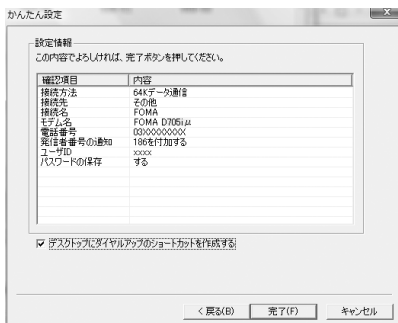 かんたん設定
設定情報
この内容でよろしければ、完了ボタンを押してください。
確認項目 内容
接続方法 64Kデータ通信
接続先 その他
接続名 FOMA
モデム名 FOMA D705iμ
電話番号 03XXXXXXXX
発信者番号の通知 186を付加する
ユーザID xxxx
パスワードの保存 する
デスクトップにダイヤルアップのショートカットを作成する
< 戻る(B) 完了(F) キャンセル